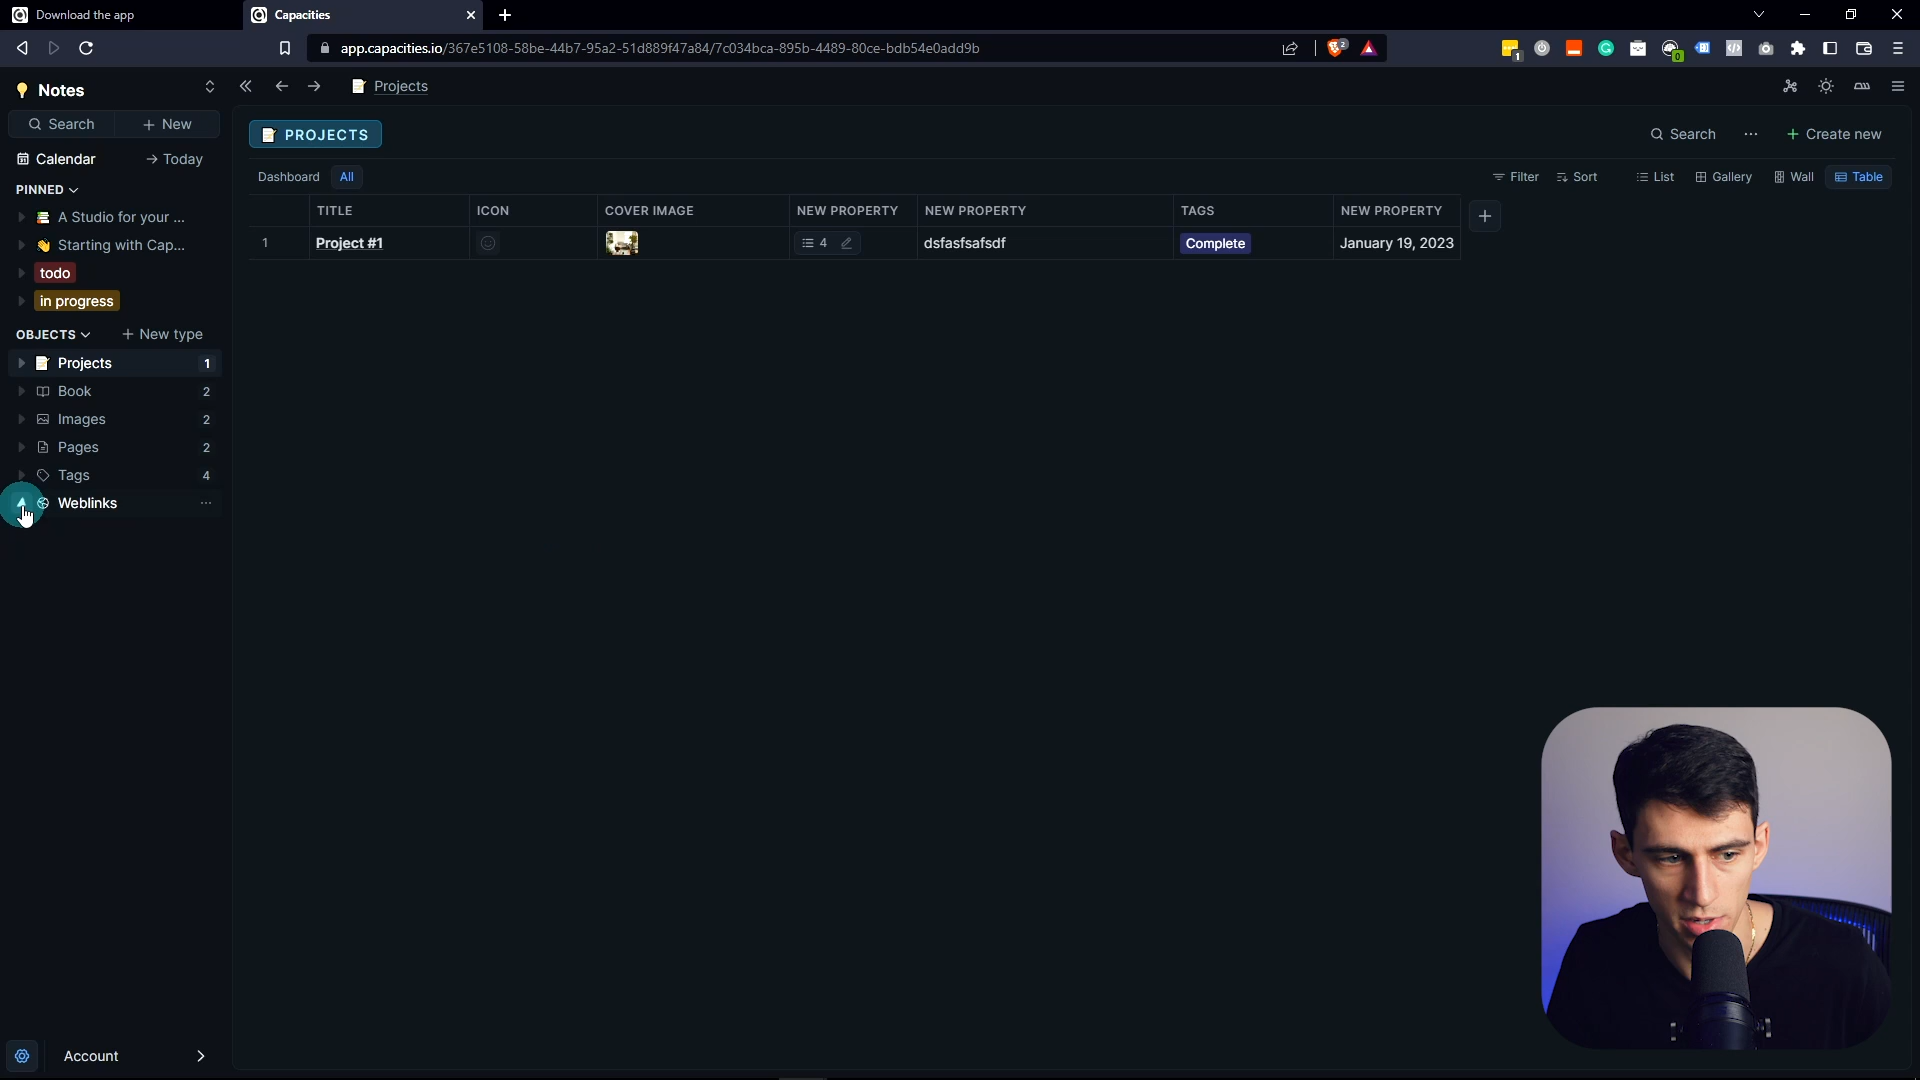 Download the app
Capacities
app.capacities.io/367e5108-58be-44b7-95a2-51d889f47a84/7c034bca-895b-4489-80ce-bdb54e0add9b
2
1
0
Notes
Projects
Search
New
PROJECTS
Search
Create new
Calendar
Today
Dashboard
All
Filter
Sort
List
Gallery
Wall
Table
PINNED
A Studio for your ...
Starting with Cap...
todo
in progress
TITLE
ICON
COVER IMAGE
NEW PROPERTY
NEW PROPERTY
TAGS
NEW PROPERTY
1
Project #1
4
dsfasfsafsdf
Complete
January 19, 2023
OBJECTS
New type
Projects 1
Book 2
Images 2
Pages 2
Tags 4
Weblinks
Account